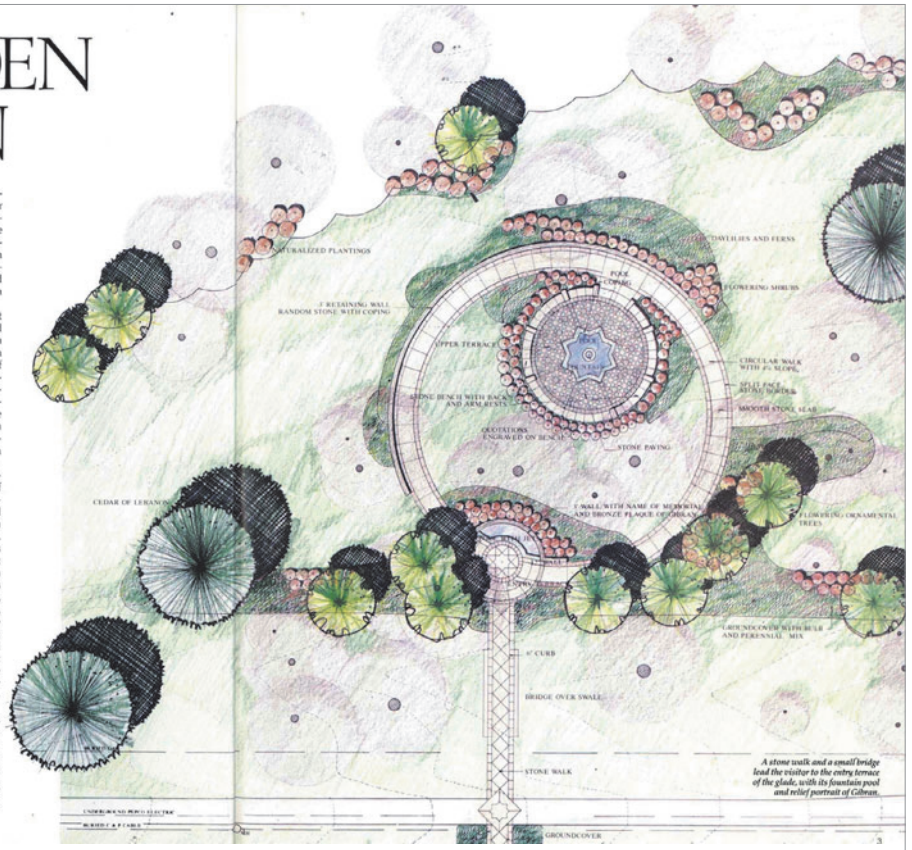 EN
N
NATURALIZED PLANTINGS
3' RETAINING WALL
RANDOM STONE WITH COPING
UPPER TERRACE
STONE BENCH WITH BACK
AND ARM RESTS
QUOTATIONS
ENGRAVED ON BENCH
POOL
COPING
POOL
FOUNTAIN
DAYLILIES AND FERNS
FLOWERING SHRUBS
CIRCULAR WALK
WITH 4% SLOPE
SPLIT FACE
STONE BORDER
SMOOTH STONE SLAB
STONE PAVING
CEDAR OF LEBANON
WALL WITH NAME OF MEMORIAL
AND BRONZE PLAQUE OF GIBRAN
FLOWERING ORNAMENTAL
TREES
GROUNDCOVER WITH BULB
AND PERENNIAL MIX
6" CURB
BRIDGE OVER SWALE
STONE WALK
A stone walk and a small bridge
lead the visitor to the entry terrace
of the glade, with its fountain pool
and relief portrait of Gibran.
UNDERGROUND PEPCO ELECTRIC
BURIED C & P CABLE
GROUNDCOVER
3